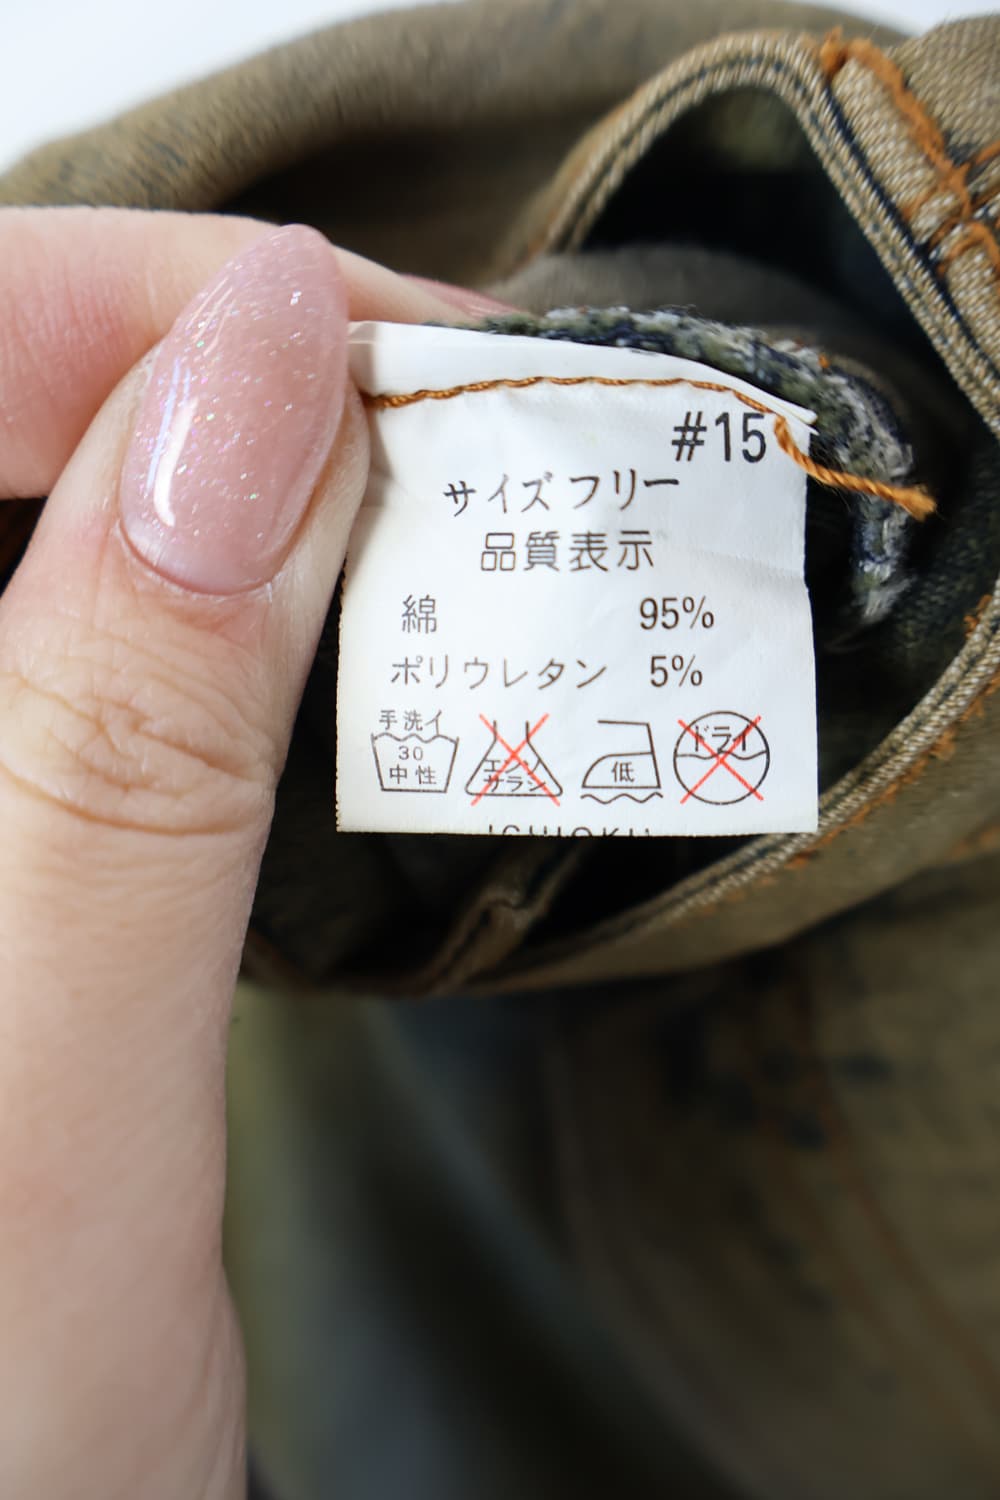 #15
サイズフリー
品質表示
綿 95%
ポリウレタン 5%
手洗イ
30
中性
エンソ
サラシ
低
ドライ